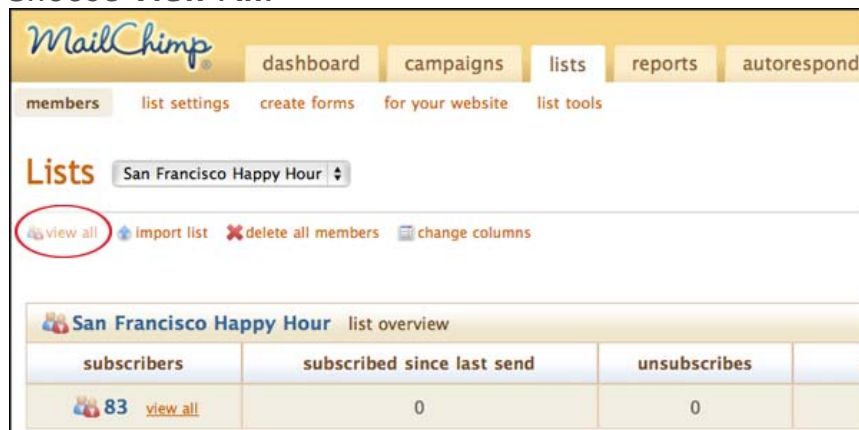 MailChimp®
dashboard campaigns lists reports
members list settings create forms for your website list tools
Lists San Francisco Happy Hour
view all import list delete all members change columns
San Francisco Happy Hour list overview
subscribers subscribed since last send unsubscribes
83 view all 0 0